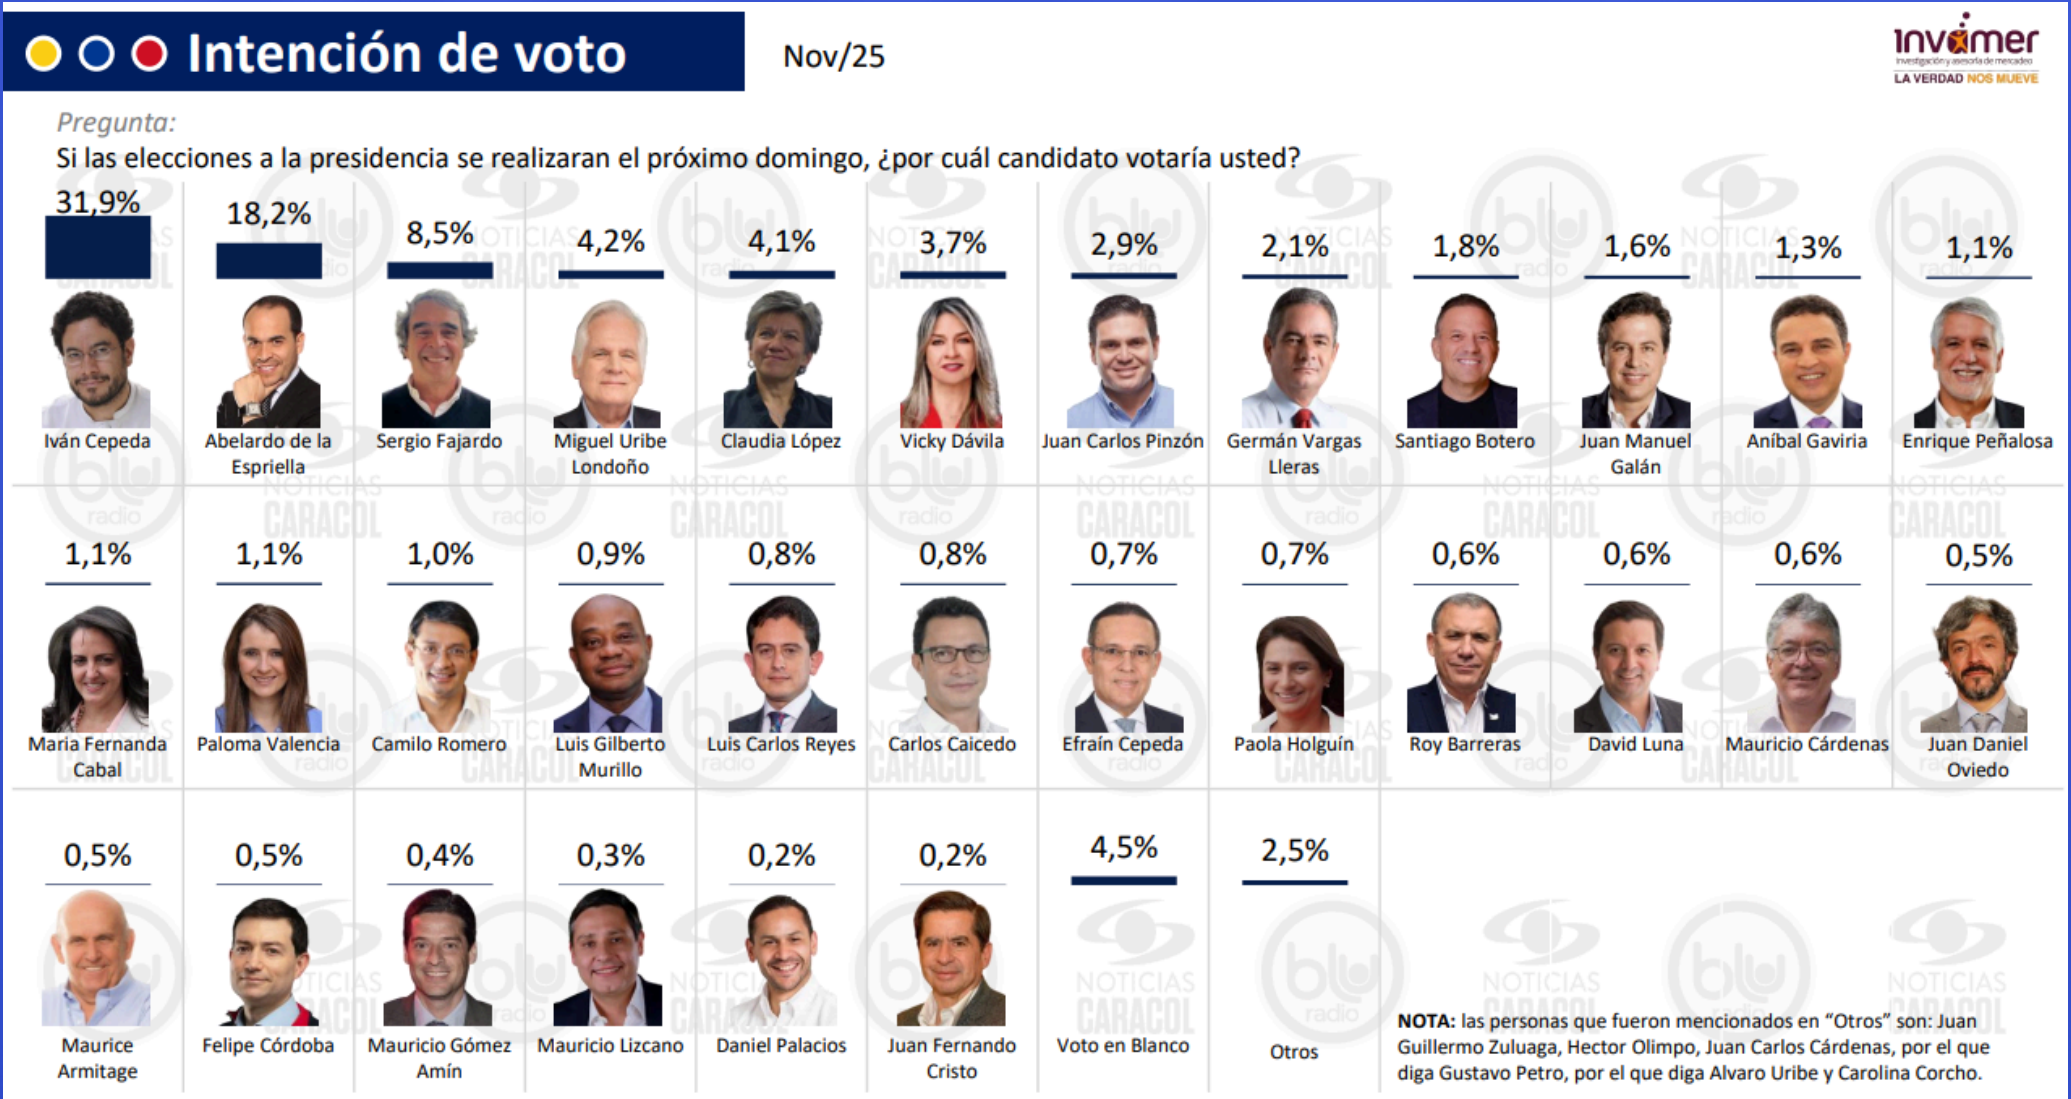 Intención de voto
Nov/25
invamer
Investigación y asesoría de mercadeo
LA VERDAD NOS MUEVE
Pregunta:
Si las elecciones a la presidencia se realizaran el próximo domingo, ¿por cuál candidato votaría usted?
31,9%
18,2%
8,5%
4,2%
4,1%
3,7%
2,9%
2,1%
1,8%
1,6%
1,3%
1,1%
Iván Cepeda
Abelardo de la
Espriella
Sergio Fajardo
Miguel Uribe
Londoño
Claudia López
Vicky Dávila
Juan Carlos Pinzón
Germán Vargas
Lleras
Santiago Botero
Juan Manuel
Galán
Aníbal Gaviria
Enrique Peñalosa
1,1%
1,1%
1,0%
0,9%
0,8%
0,8%
0,7%
0,7%
0,6%
0,6%
0,6%
0,5%
Maria Fernanda
Cabal
Paloma Valencia
Camilo Romero
Luis Gilberto
Murillo
Luis Carlos Reyes
Carlos Caicedo
Efraín Cepeda
Paola Holguín
Roy Barreras
David Luna
Mauricio Cárdenas
Juan Daniel
Oviedo
0,5%
0,5%
0,4%
0,3%
0,2%
0,2%
4,5%
2,5%
Maurice
Armitage
Felipe Córdoba
Mauricio Gómez
Amín
Mauricio Lizcano
Daniel Palacios
Juan Fernando
Cristo
Voto en Blanco
Otros
NOTA: las personas que fueron mencionados en “Otros” son: Juan
Guillermo Zuluaga, Hector Olimpo, Juan Carlos Cárdenas, por el que
diga Gustavo Petro, por el que diga Alvaro Uribe y Carolina Corcho.
blu
radio
NOTICIAS
CARACOL